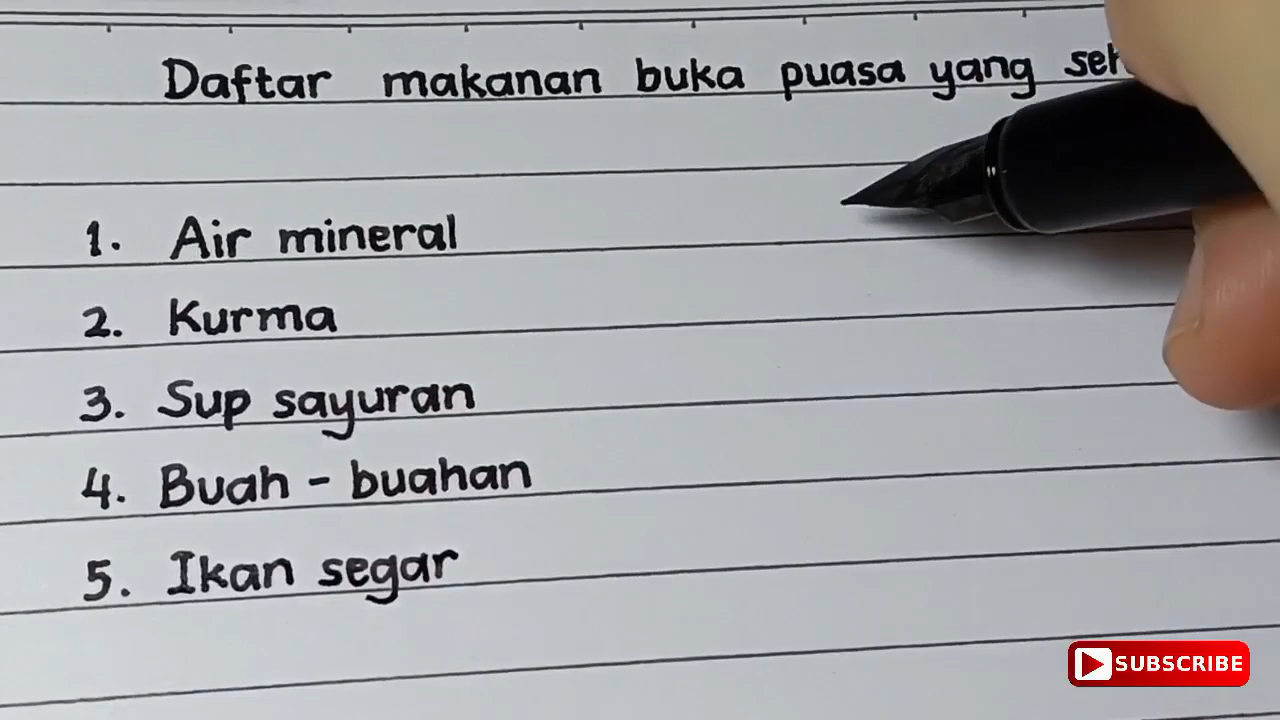 Daftar makanan buka puasa yang
1. Air mineral
2. Kurma
3. Sup sayuran
4. Buah - buahan
5. Ikan segar
SUBSCRIBE